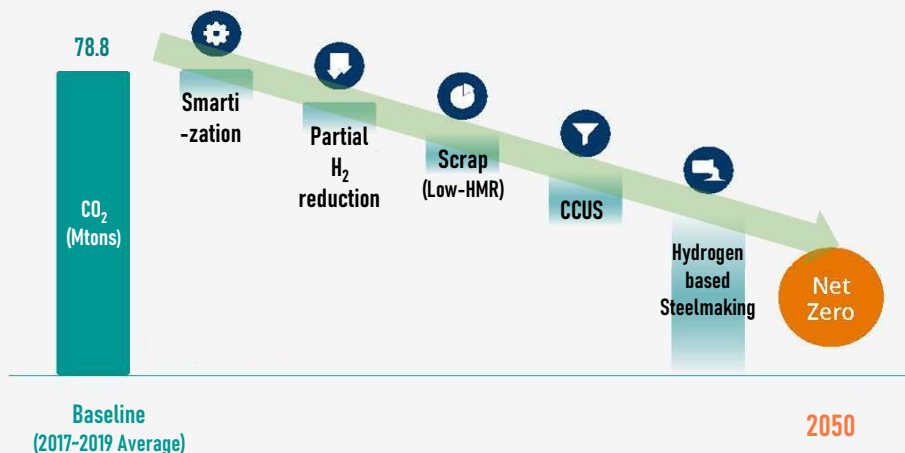 78.8
CO₂
(Mtons)
Smarti
-zation
Partial
H₂
reduction
Scrap
(Low-HMR)
CCUS
Hydrogen
based
Steelmaking
Net
Zero
Baseline
(2017~2019 Average)
2050